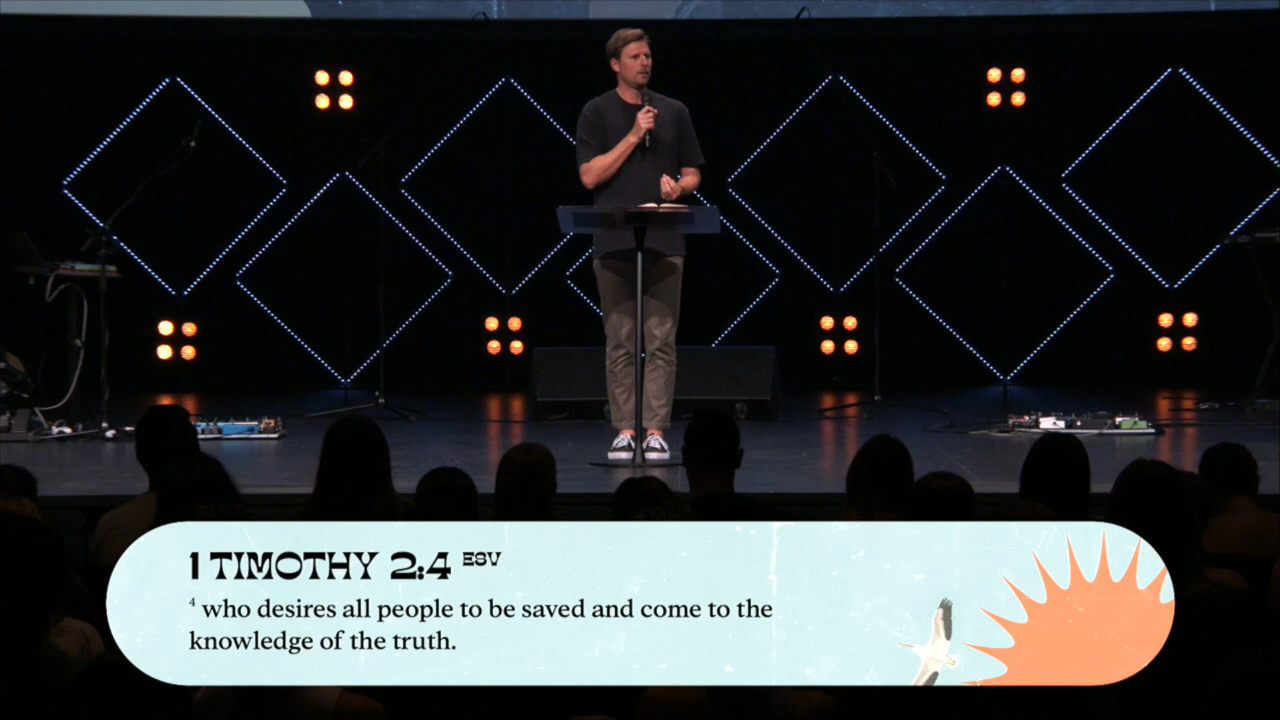 1 TIMOTHY 2:4 ESV
4 who desires all people to be saved and come to the
knowledge of the truth.